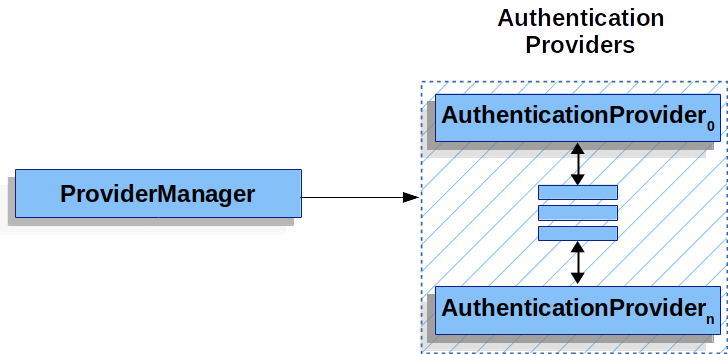 Authentication
Providers
AuthenticationProvider0
ProviderManager
AuthenticationProvidern